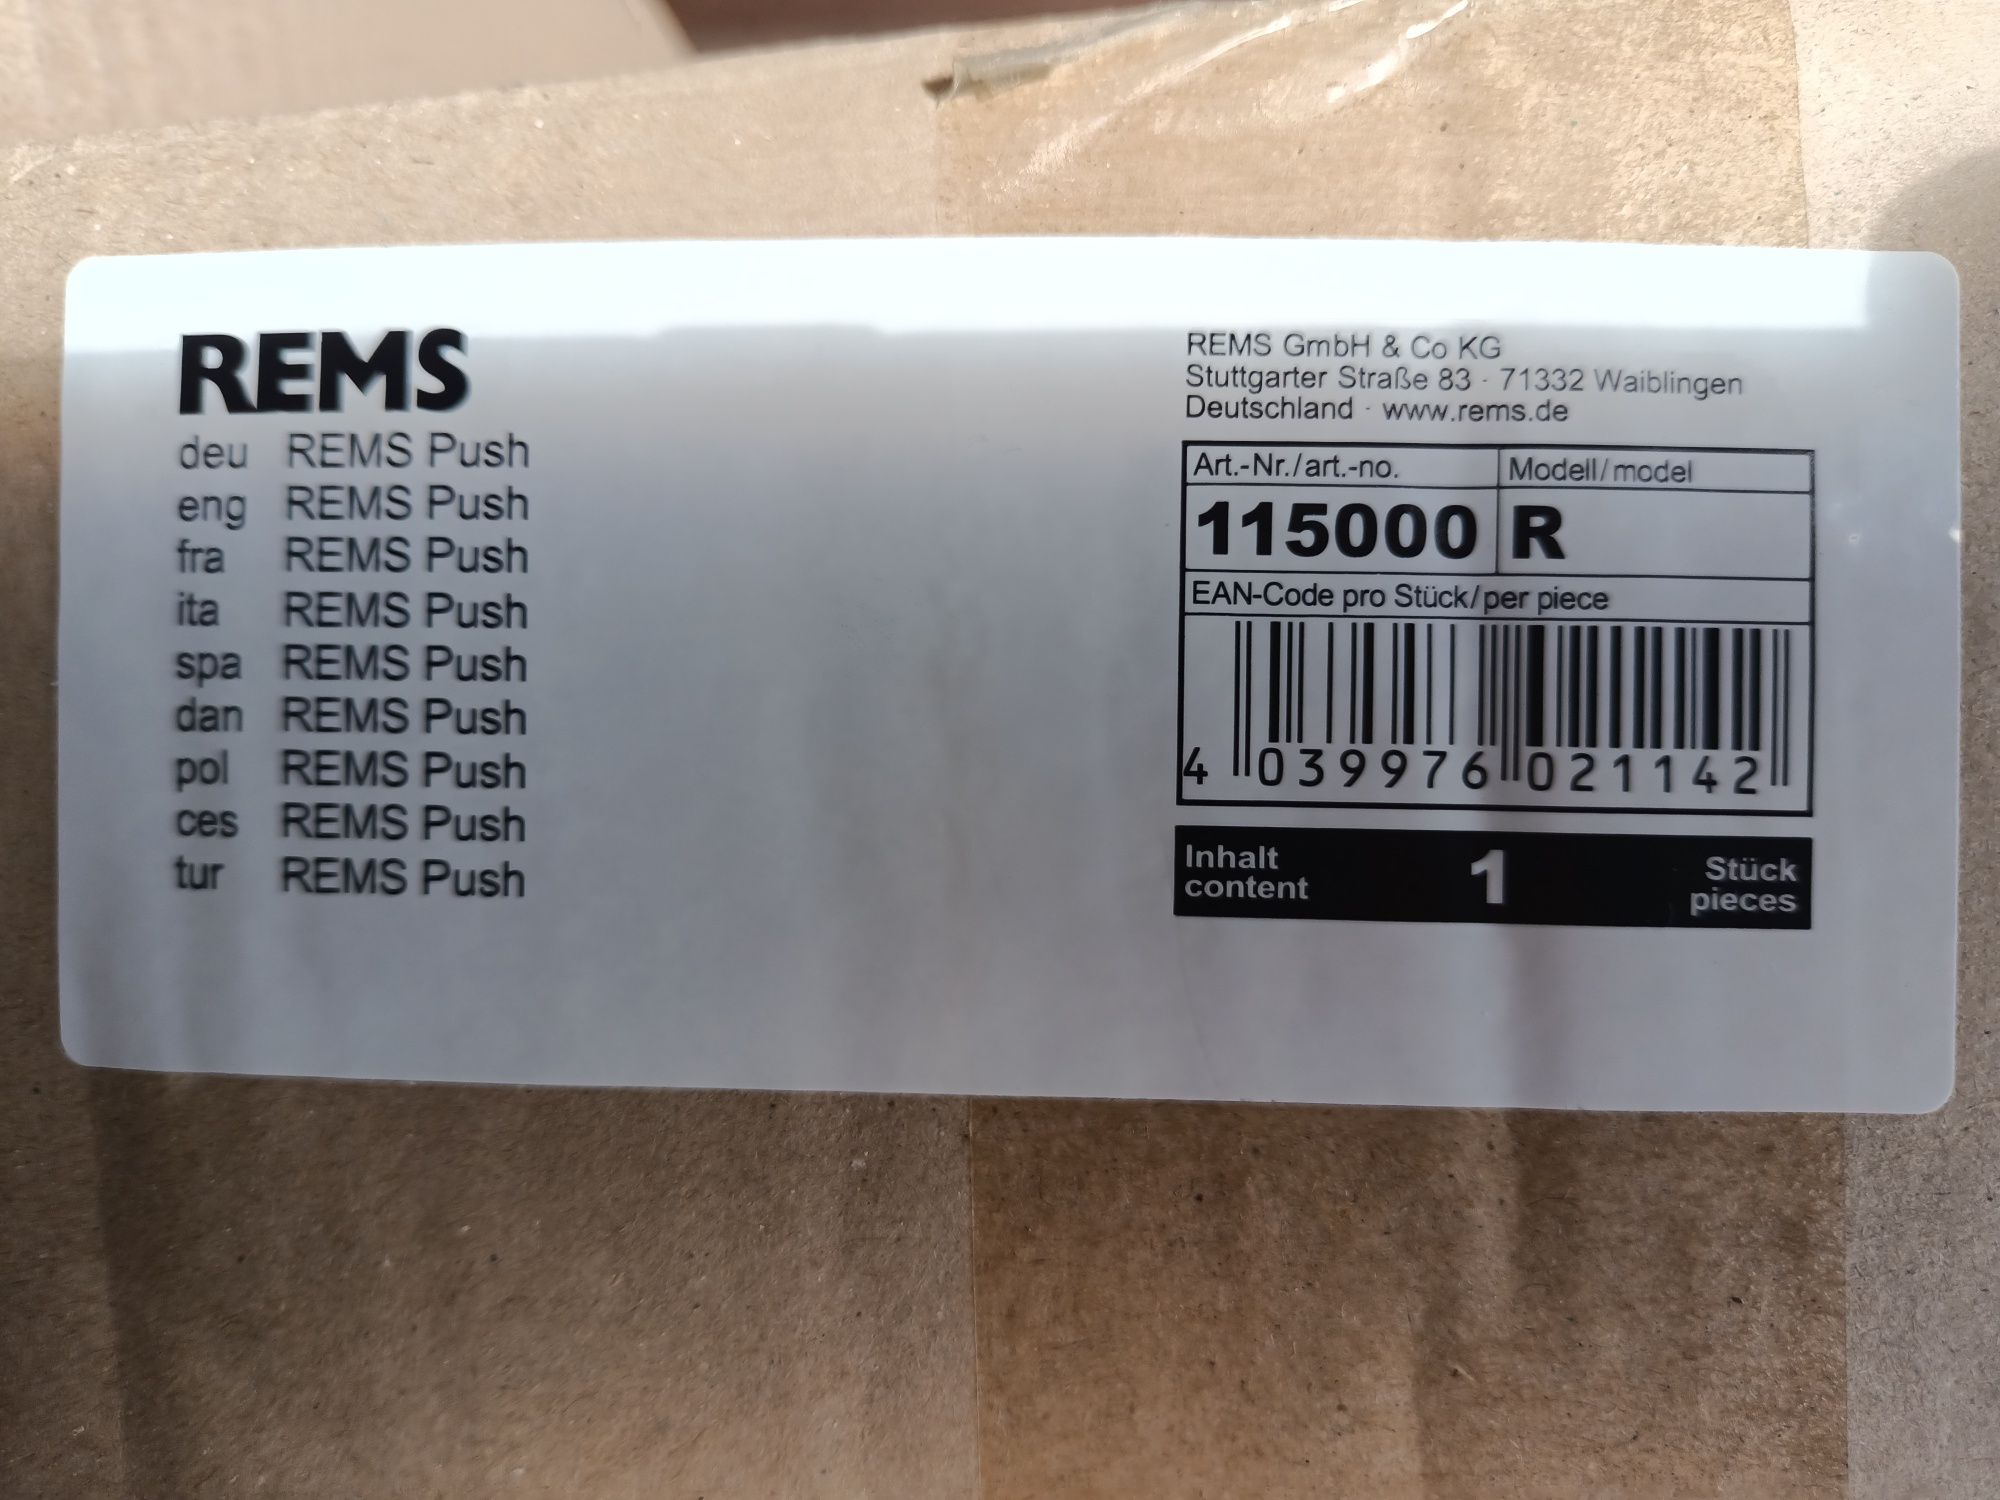 REMS
deu REMS Push
eng REMS Push
fra REMS Push
ita REMS Push
spa REMS Push
dan REMS Push
pol REMS Push
ces REMS Push
tur REMS Push
REMS GmbH & Co KG
Stuttgarter Straße 83 · 71332 Waiblingen
Deutschland · www.rems.de
Art.-Nr./art.-no. Modell/model
115000 R
EAN-Code pro Stück/per piece
4 039976 021142
Inhalt 1 Stück
content pieces